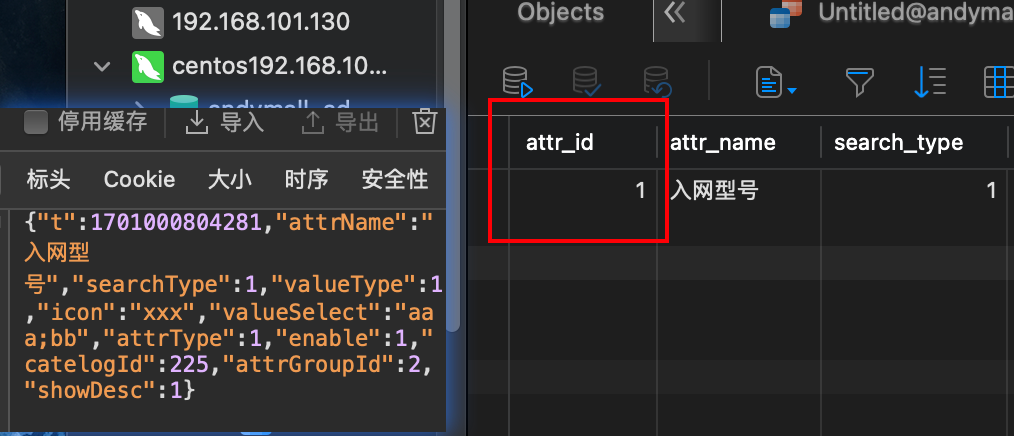 192.168.101.130
centos192.168.10...
停用缓存
导入
导出
标头
Cookie
大小
时序
安全性
{"t":1701000804281,"attrName":"
入网型
号","searchType":1,"valueType":1
,"icon":"xxx","valueSelect":"aa
a;bb","attrType":1,"enable":1,"
catelogId":225,"attrGroupId":2,
"showDesc":1}
Objects
Untitled@andymal
attr_id
attr_name
search_type
1
入网型号
1